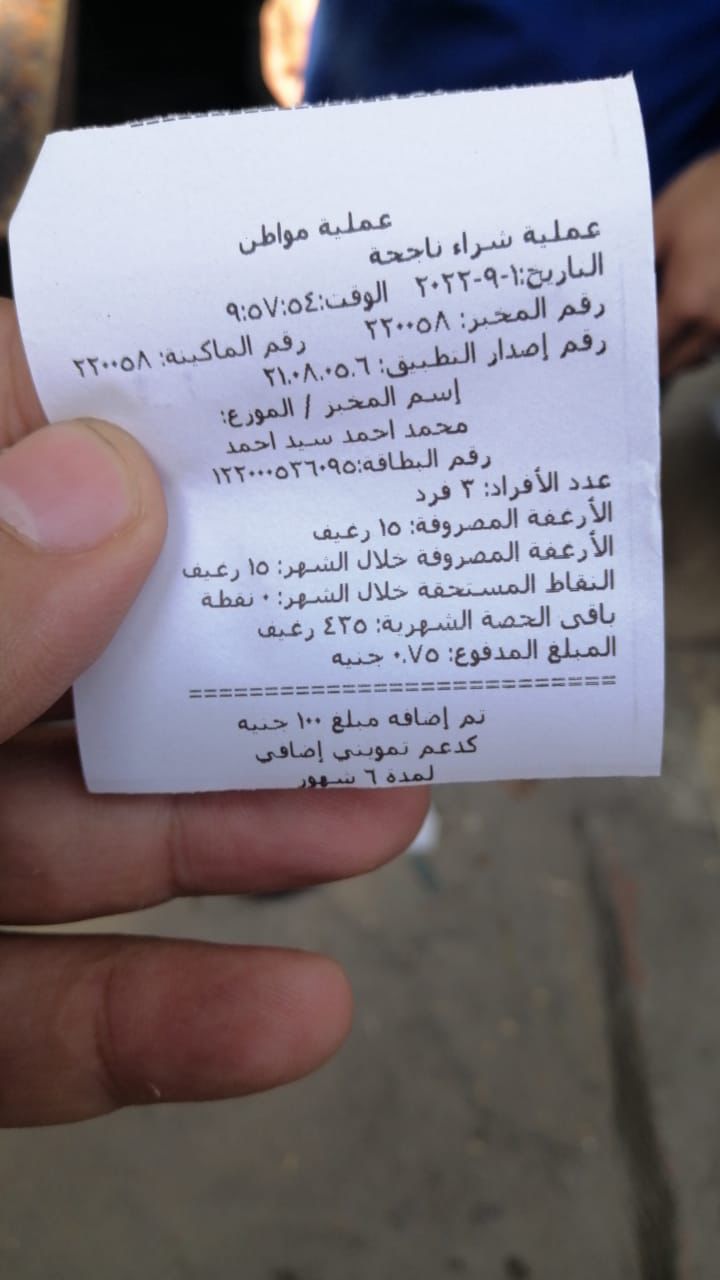 عملية مواطن
عملية شراء ناجحة
التاريخ:١-٩-٢٠٢٢ الوقت:٩:٥٧:٥٤
رقم المخبز: ٢٢٠٠٥٨ رقم الماكينة: ٢٢٠٠٥٨
رقم إصدار التطبيق: ٢١.٠٨.٠٥.٦
إسم المخبز / الموزع:
محمد احمد سيد احمد
رقم البطاقة:١٢٢٠٠٠٥٣٦٠٩٥
عدد الأفراد: ٣ فرد
الأرغفة المصروفة: ١٥ رغيف
الأرغفة المصروفة خلال الشهر: ١٥ رغيف
النقاط المستحقة خلال الشهر: ٠ نقطة
باقى الحصة الشهرية: ٤٣٥ رغيف
المبلغ المدفوع: ٠.٧٥ جنيه
=============================
تم إضافه مبلغ ١٠٠ جنيه
كدعم تمويني إضافي
لمدة ٦ شهور